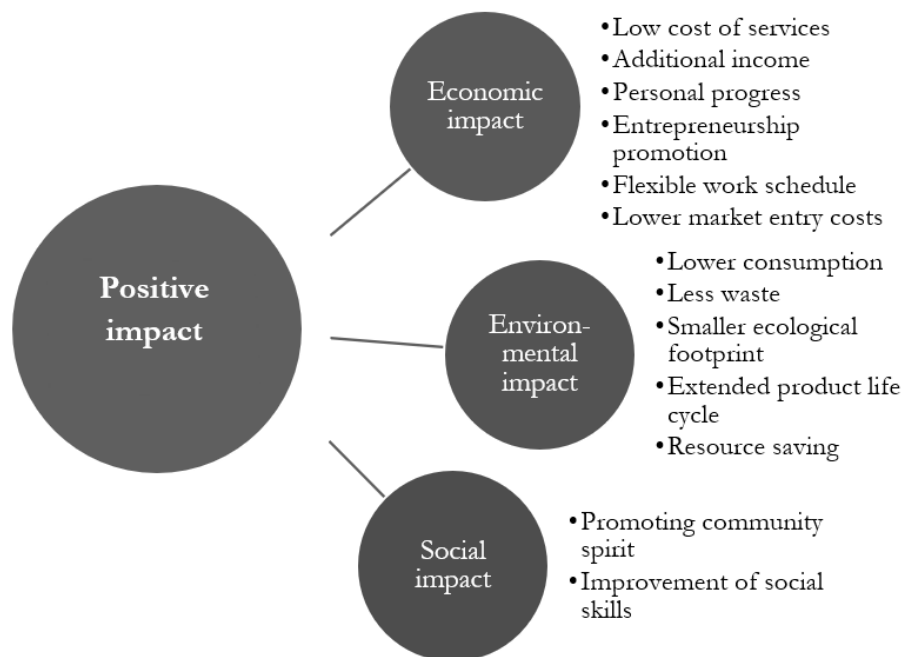 Positive
impact
Economic
impact
•Low cost of services
•Additional income
•Personal progress
•Entrepreneurship
promotion
•Flexible work schedule
•Lower market entry costs
Environ-
mental
impact
•Lower consumption
•Less waste
•Smaller ecological
footprint
•Extended product life
cycle
•Resource saving
Social
impact
•Promoting community
spirit
•Improvement of social
skills